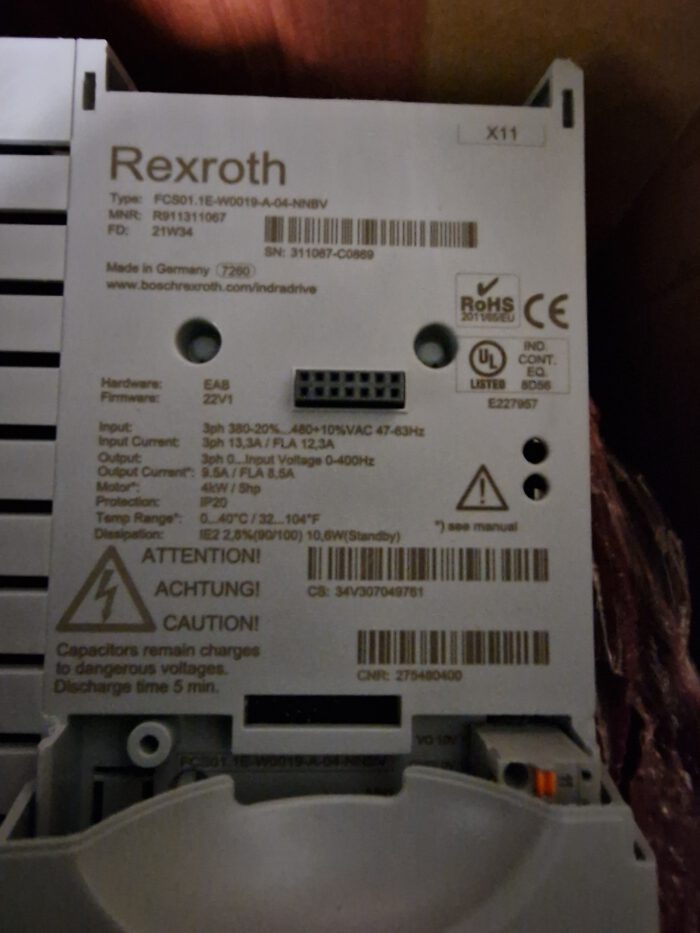 X11
Rexroth
Type: FCS01.1E-W0019-A-04-NNBV
MNR: R911311067
FD: 21W34
SN: 311067-C0869
Made in Germany 7260
www.boschrexroth.com/indradrive
RoHS
2011/65/EU
CE
UL
LISTED
IND.
CONT.
EQ.
8D56
E227957
Hardware: EAB
Firmware: 22V1
Input: 3ph 380-20%...480+10%VAC 47-63Hz
Input Current: 3ph 13,3A / FLA 12,3A
Output: 3ph 0...Input Voltage 0-400Hz
Output Current*: 9.5A / FLA 8,5A
Motor*: 4kW / 5hp
Protection: IP20
Temp Range*: 0...40°C / 32...104°F
Dissipation: IE2 2,8%(90/100) 10,6W(Standby)
*) see manual
ATTENTION!
ACHTUNG!
CAUTION!
CS: 34V307049761
Capacitors remain charges
to dangerous voltages.
Discharge time 5 min.
CNR: 275480400
FCS01.1E-W0019-A-04-NNBV